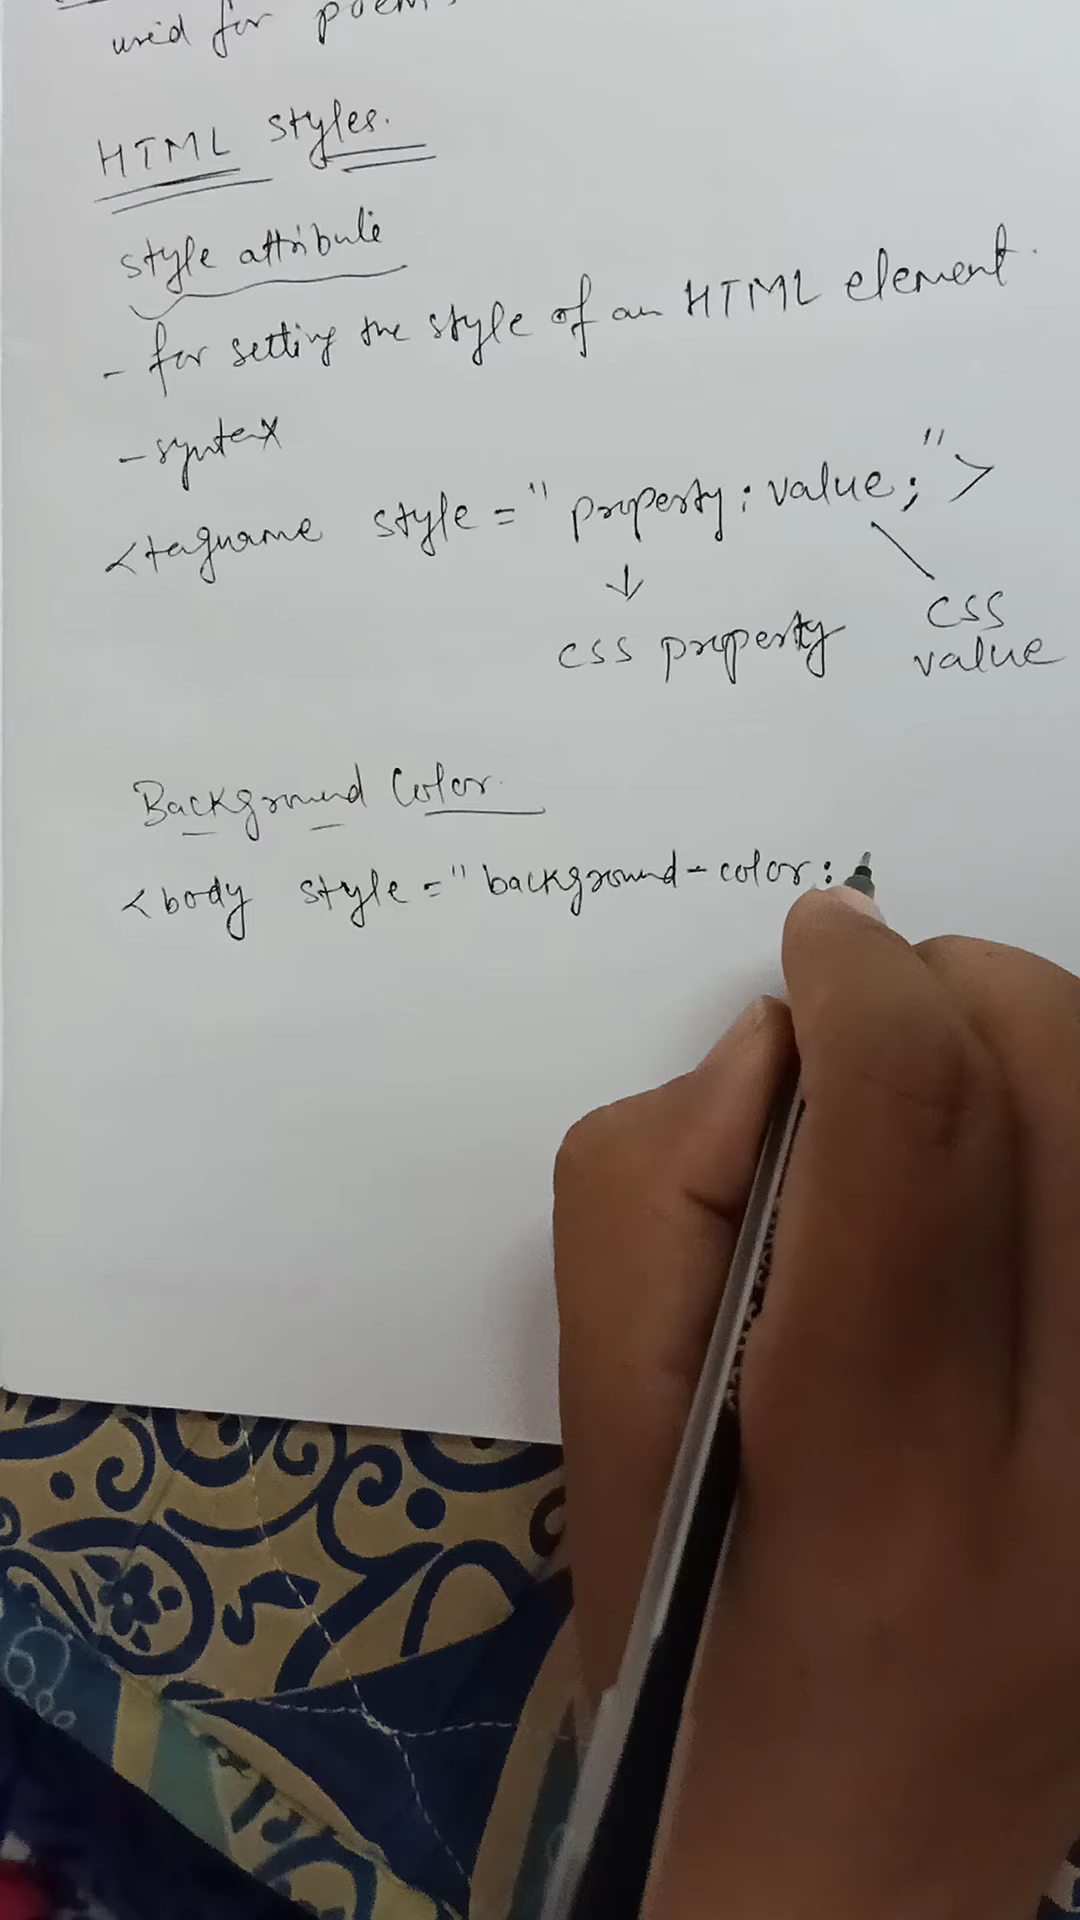 used for poem.
HTML styles.
style attribute
- for setting the style of an HTML element.
- syntax
<tagname style="property: value;">
↓
css property
css
value
Background Color.
<body style="background-color: